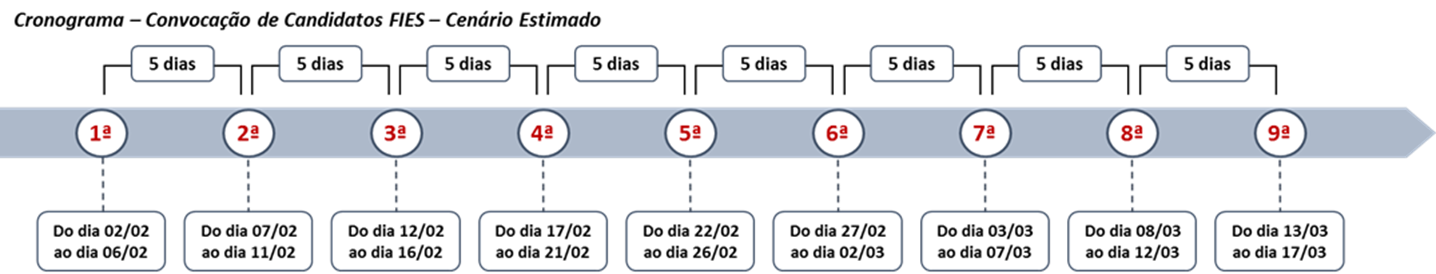 Cronograma – Convocação de Candidatos FIES – Cenário Estimado
5 dias
5 dias
5 dias
5 dias
5 dias
5 dias
5 dias
5 dias
1ª
2ª
3ª
4ª
5ª
6ª
7ª
8ª
9ª
Do dia 02/02
ao dia 06/02
Do dia 07/02
ao dia 11/02
Do dia 12/02
ao dia 16/02
Do dia 17/02
ao dia 21/02
Do dia 22/02
ao dia 26/02
Do dia 27/02
ao dia 02/03
Do dia 03/03
ao dia 07/03
Do dia 08/03
ao dia 12/03
Do dia 13/03
ao dia 17/03